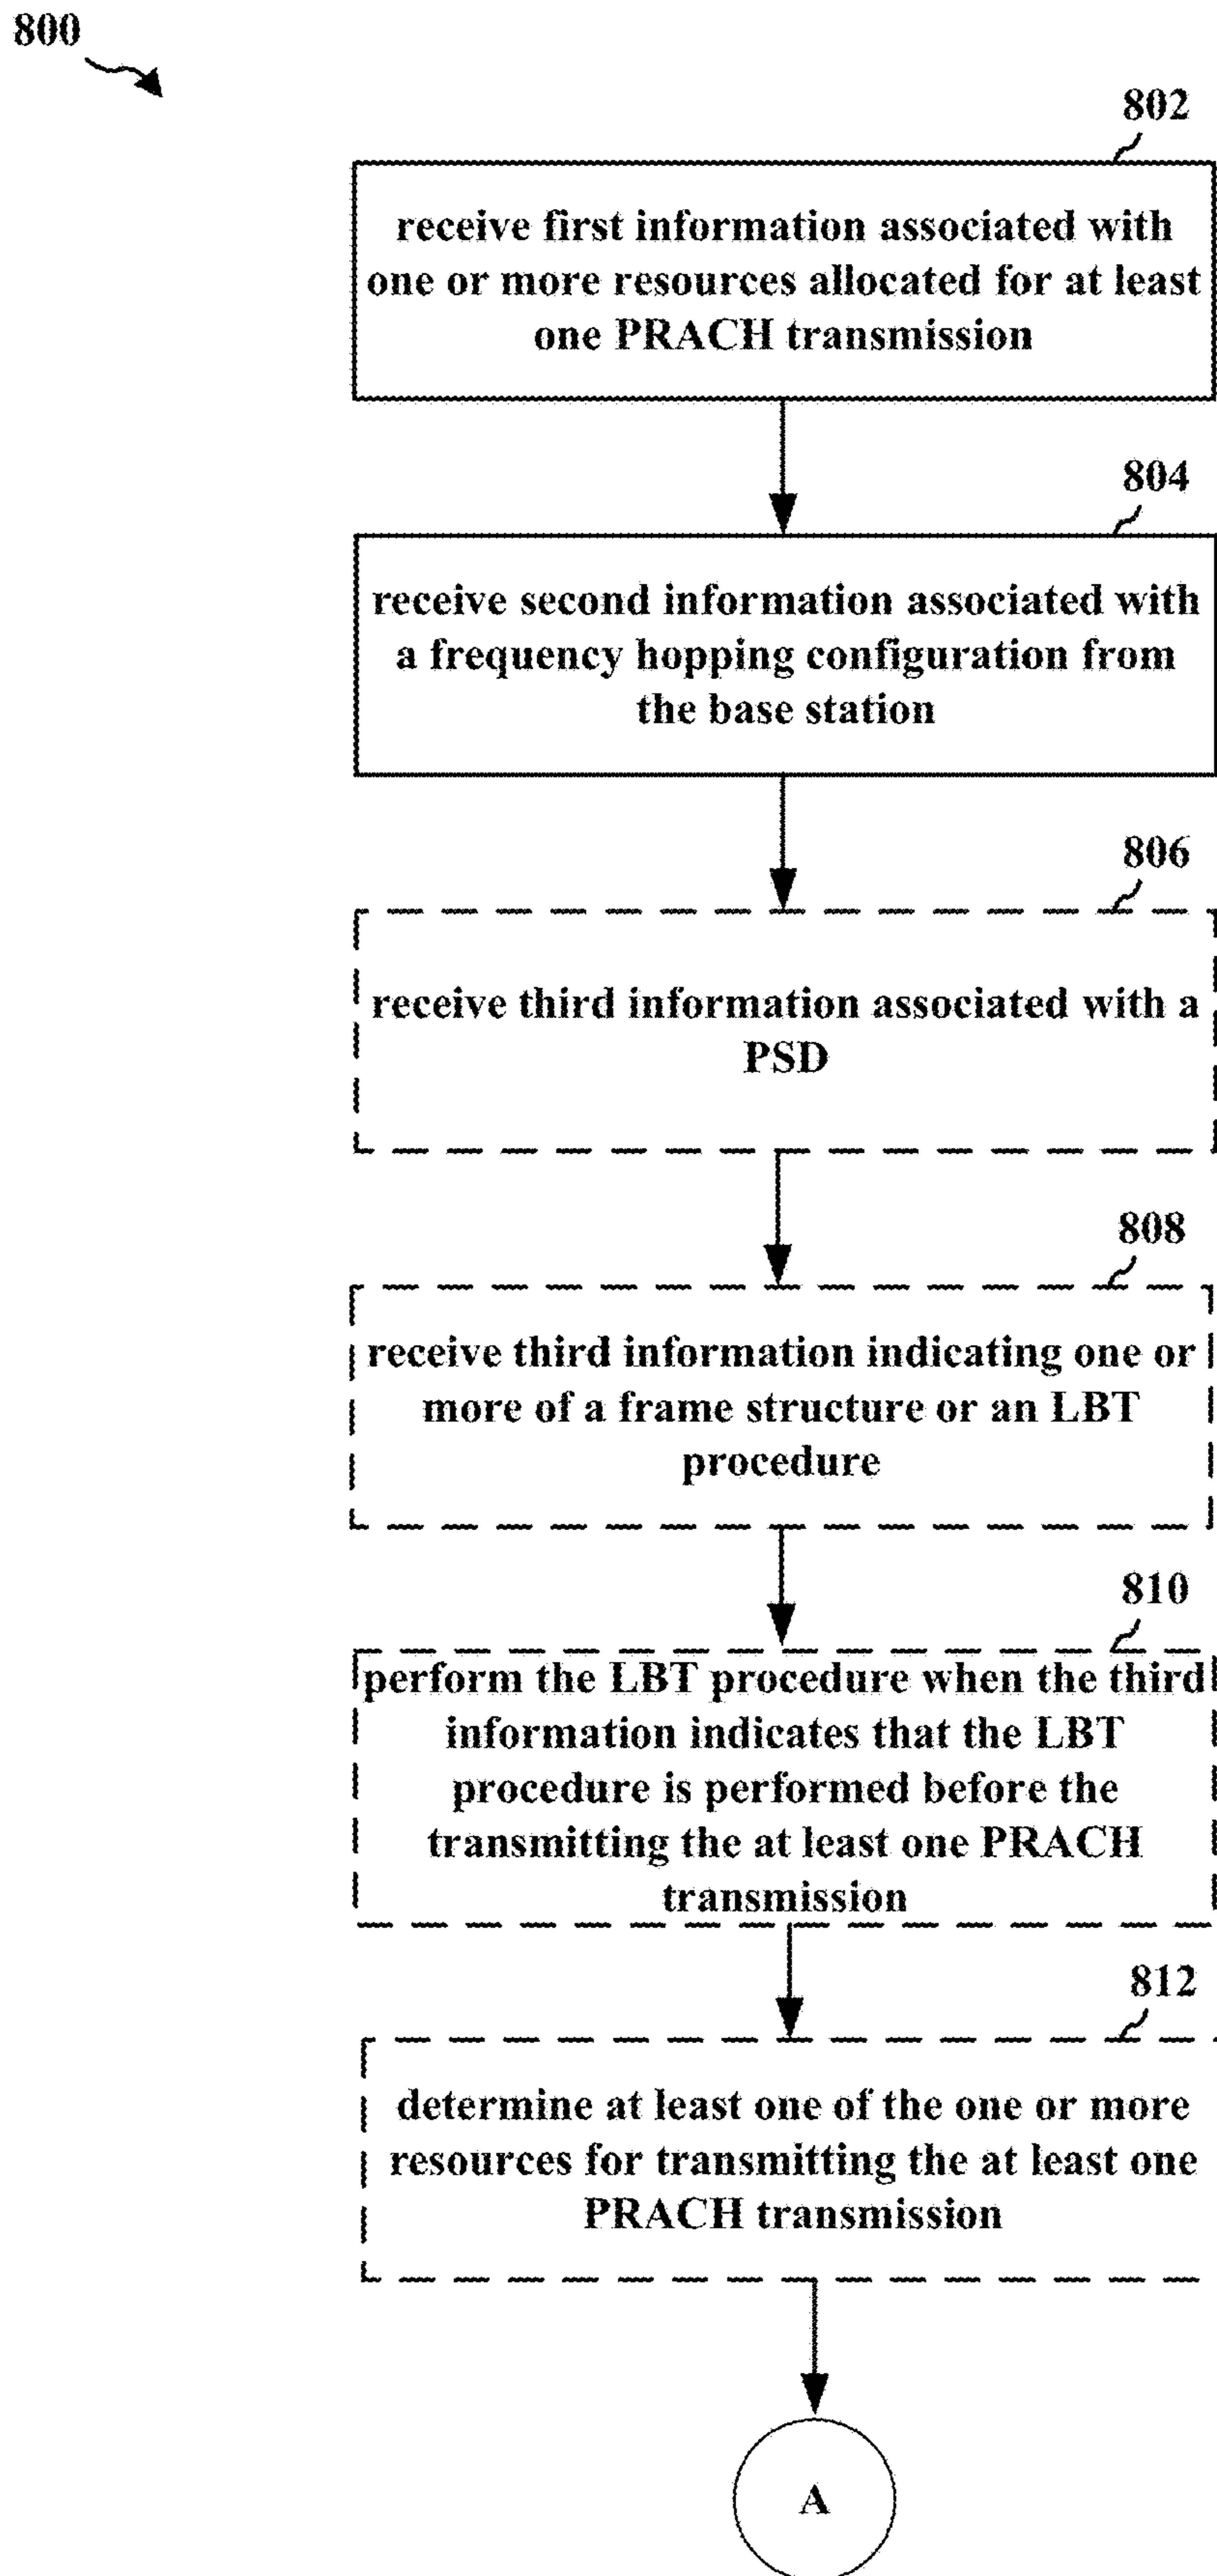 800
802
receive first information associated with
one or more resources allocated for at least
one PRACH transmission
804
receive second information associated with
a frequency hopping configuration from
the base station
806
receive third information associated with a
PSD
808
receive third information indicating one or
more of a frame structure or an LBT
procedure
810
perform the LBT procedure when the third
information indicates that the LBT
procedure is performed before the
transmitting the at least one PRACH
transmission
812
determine at least one of the one or more
resources for transmitting the at least one
PRACH transmission
A